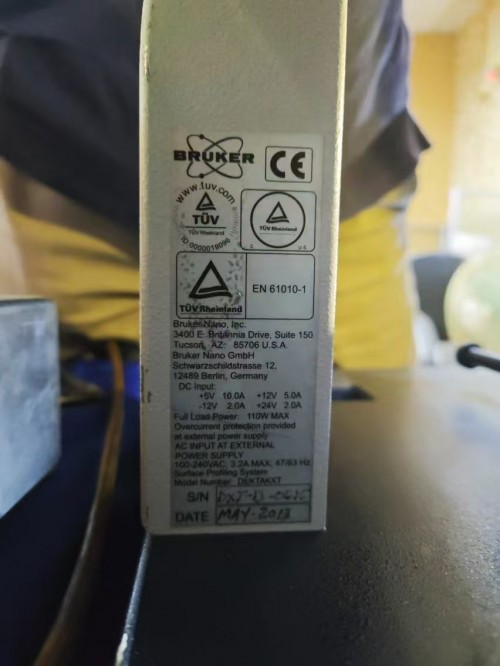 BRUKER
CE
www.tuv.com
TÜV
TÜVRheinland
ID:0000019096
TÜVRheinland
EN 61010-1
Bruker Nano, Inc.
3400 E. Britannia Drive, Suite 150
Tucson, AZ. 85706 U.S.A.
Bruker Nano GmbH
Schwarzschildstrasse 12,
12489 Berlin, Germany
DC Input:
+5V 10.0A +12V 5.0A
-12V 2.0A +24V 2.0A
Full Load Power: 110W MAX
Overcurrent protection provided
at external power supply
AC INPUT AT EXTERNAL
POWER SUPPLY
100-240VAC, 3.2A MAX, 47/63 Hz
Surface Profiling System
Model Number: DEKTAKXT
S/N
DATE MAY-2013